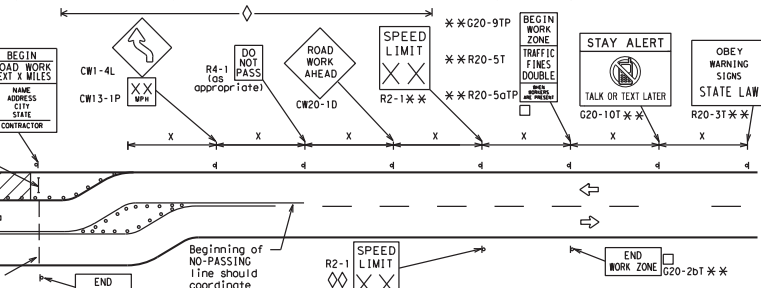 BEGIN
ROAD WORK
EXT X MILES
NAME
ADDRESS
CITY
STATE
CONTRACTOR
CW1-4L
CW13-1P
XX
MPH
R4-1
(as
appropriate)
DO
NOT
PASS
ROAD
WORK
AHEAD
CW20-1D
SPEED
LIMIT
XX
R2-1**
**G20-9TP
**R20-5T
**R20-5aTP
BEGIN
WORK
ZONE
TRAFFIC
FINES
DOUBLE
WHEN
WORKERS
ARE PRESENT
STAY ALERT
TALK OR TEXT LATER
G20-10T**
OBEY
WARNING
SIGNS
STATE LAW
R20-3T**
X X X X X X X
Beginning of
NO-PASSING
line should
coordinate
R2-1
SPEED
LIMIT
XX
END
END
WORK ZONE
G20-2bT**